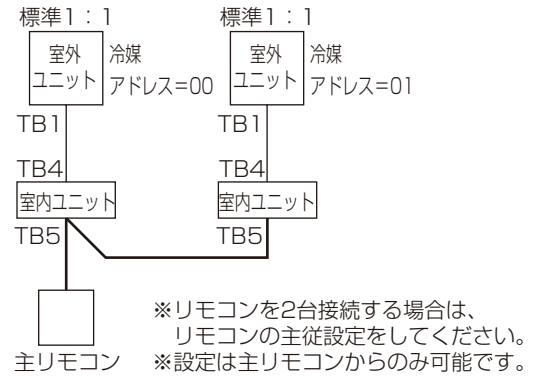 標準1：1
室外
ユニット
冷媒
アドレス=00
TB1
TB4
室内ユニット
TB5
標準1：1
室外
ユニット
冷媒
アドレス=01
TB1
TB4
室内ユニット
TB5
主リモコン
※リモコンを2台接続する場合は、
リモコンの主従設定をしてください。
※設定は主リモコンからのみ可能です。